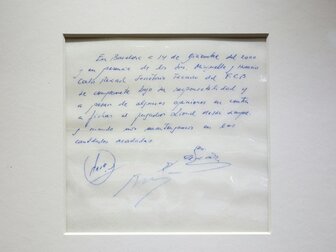 En Barcelona a 14 de Diciembre del 2000
y en presencia de los Sres. Minguella y Horacio
Carlos Rexach Secretario Técnico del F.C.B
Se compromete bajo su responsabilidad y
a pesar de algunas opiniones en contra
a fichar al jugador Lionel Messi siempre
y cuando nos mantengamos en las
cantidades acordadas